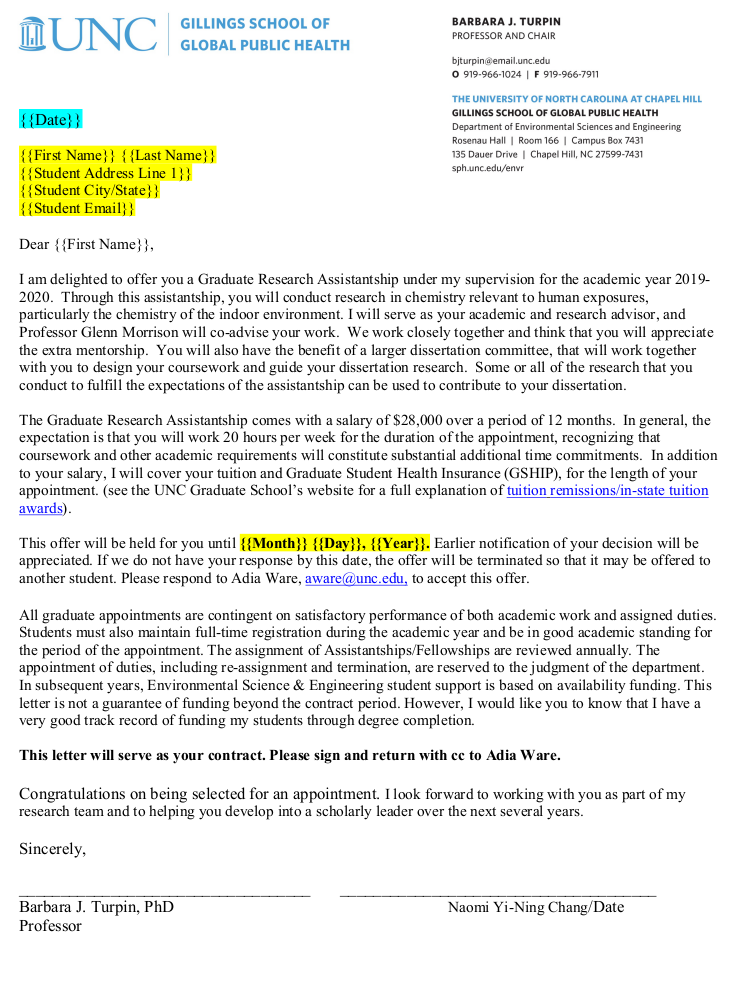 UNC
GILLINGS SCHOOL OF
GLOBAL PUBLIC HEALTH
BARBARA J. TURPIN
PROFESSOR AND CHAIR
bjturpin@email.unc.edu
O 919-966-1024 | F 919-966-7911
THE UNIVERSITY OF NORTH CAROLINA AT CHAPEL HILL
GILLINGS SCHOOL OF GLOBAL PUBLIC HEALTH
Department of Environmental Sciences and Engineering
Rosenau Hall | Room 166 | Campus Box 7431
135 Dauer Drive | Chapel Hill, NC 27599-7431
sph.unc.edu/envr
{{Date}}
{{First Name}} {{Last Name}}
{{Student Address Line 1}}
{{Student City/State}}
{{Student Email}}
Dear {{First Name}},
I am delighted to offer you a Graduate Research Assistantship under my supervision for the academic year 2019-
2020. Through this assistantship, you will conduct research in chemistry relevant to human exposures,
particularly the chemistry of the indoor environment. I will serve as your academic and research advisor, and
Professor Glenn Morrison will co-advise your work. We work closely together and think that you will appreciate
the extra mentorship. You will also have the benefit of a larger dissertation committee, that will work together
with you to design your coursework and guide your dissertation research. Some or all of the research that you
conduct to fulfill the expectations of the assistantship can be used to contribute to your dissertation.
The Graduate Research Assistantship comes with a salary of $28,000 over a period of 12 months. In general, the
expectation is that you will work 20 hours per week for the duration of the appointment, recognizing that
coursework and other academic requirements will constitute substantial additional time commitments. In addition
to your salary, I will cover your tuition and Graduate Student Health Insurance (GSHIP), for the length of your
appointment. (see the UNC Graduate School's website for a full explanation of tuition remissions/in-state tuition
awards).
This offer will be held for you until {{Month}} {{Day}}, {{Year}}. Earlier notification of your decision will be
appreciated. If we do not have your response by this date, the offer will be terminated so that it may be offered to
another student. Please respond to Adia Ware, aware@unc.edu, to accept this offer.
All graduate appointments are contingent on satisfactory performance of both academic work and assigned duties.
Students must also maintain full-time registration during the academic year and be in good academic standing for
the period of the appointment. The assignment of Assistantships/Fellowships are reviewed annually. The
appointment of duties, including re-assignment and termination, are reserved to the judgment of the department.
In subsequent years, Environmental Science & Engineering student support is based on availability funding. This
letter is not a guarantee of funding beyond the contract period. However, I would like you to know that I have a
very good track record of funding my students through degree completion.
This letter will serve as your contract. Please sign and return with cc to Adia Ware.
Congratulations on being selected for an appointment. I look forward to working with you as part of my
research team and to helping you develop into a scholarly leader over the next several years.
Sincerely,
Barbara J. Turpin, PhD
Naomi Yi-Ning Chang/Date
Professor